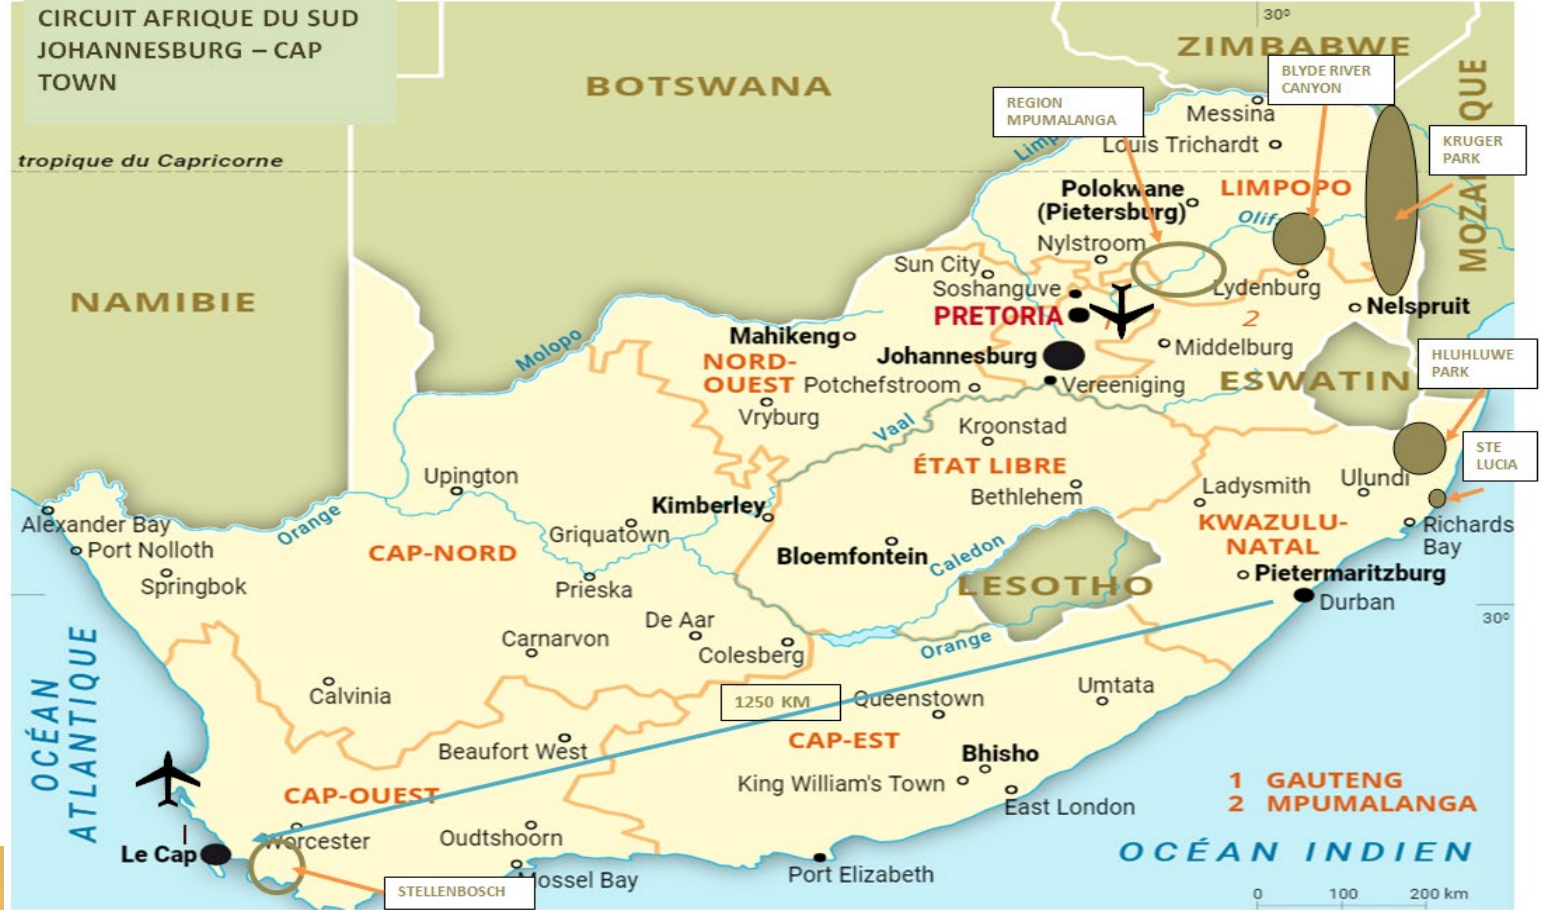 CIRCUIT AFRIQUE DU SUD
JOHANNESBURG – CAP
TOWN
30º
ZIMBABWE
BLYDE RIVER
CANYON
BOTSWANA
REGION
MPUMALANGA
Messina
MOZAMBIQUE
KRUGER
PARK
Louis Trichardt
tropique du Capricorne
Polokwane
(Pietersburg)
LIMPOPO
Nylstroom
Sun City
Soshanguve
Lydenburg
NAMIBIE
PRETORIA
1
2
Nelspruit
Mahikeng
Molopo
Johannesburg
Middelburg
HLUHLUWE
PARK
NORD-
OUEST
Potchefstroom
Vereeniging
ESWATINI
Vryburg
Vaal
Kroonstad
STE
LUCIA
ÉTAT LIBRE
Upington
Bethlehem
Ladysmith
Ulundi
Kimberley
Alexander Bay
Orange
Griquatown
KWAZULU-
NATAL
Richards
Bay
Port Nolloth
CAP-NORD
Bloemfontein
Caledon
Springbok
Prieska
LESOTHO
Pietermaritzburg
Durban
De Aar
30º
Carnarvon
Colesberg
Orange
OCÉAN
ATLANTIQUE
Calvinia
1250 KM
Queenstown
Umtata
Beaufort West
CAP-EST
Bhisho
King William's Town
CAP-OUEST
East London
1 GAUTENG
2 MPUMALANGA
Worcester
Oudtshoorn
Le Cap
OCÉAN INDIEN
Mossel Bay
Port Elizabeth
STELLENBOSCH
0 100 200 km